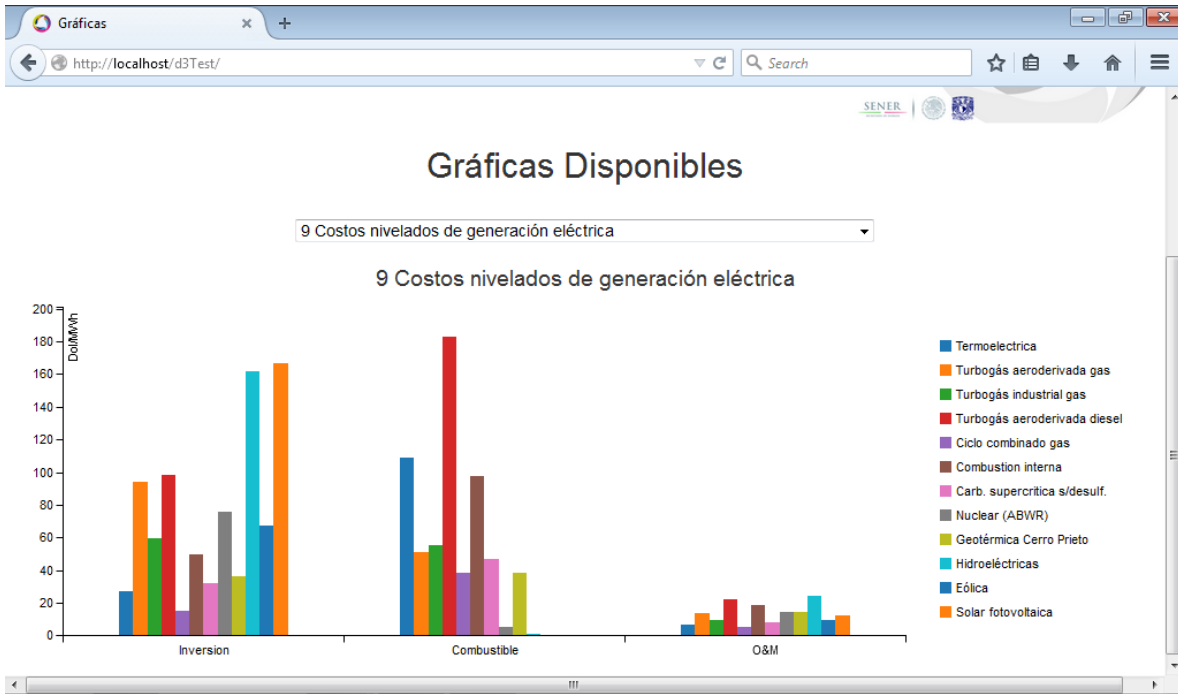 Gráficas
http://localhost/d3Test/
Search
SENER
Gráficas Disponibles
9 Costos nivelados de generación eléctrica
9 Costos nivelados de generación eléctrica
Dol/MWh
200
180
160
140
120
100
80
60
40
20
0
Inversion
Combustible
O&M
Termoelectrica
Turbogás aeroderivada gas
Turbogás industrial gas
Turbogás aeroderivada diesel
Ciclo combinado gas
Combustion interna
Carb. supercritica s/desulf.
Nuclear (ABWR)
Geotérmica Cerro Prieto
Hidroeléctricas
Eólica
Solar fotovoltaica